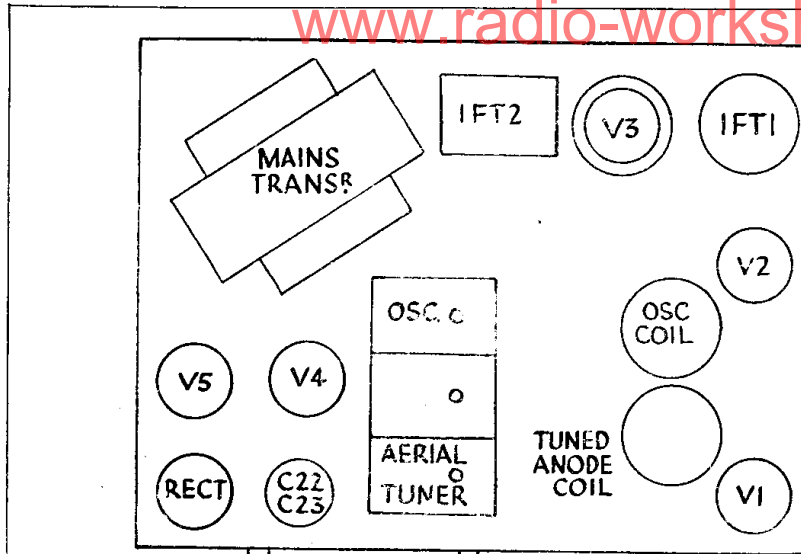 www.radio-works
MAINS
TRANSR
IFT2
V3
IFT1
V2
OSC
COIL
OSC.
V5
V4
AERIAL
TUNER
TUNED
ANODE
COIL
RECT
C22
C23
V1